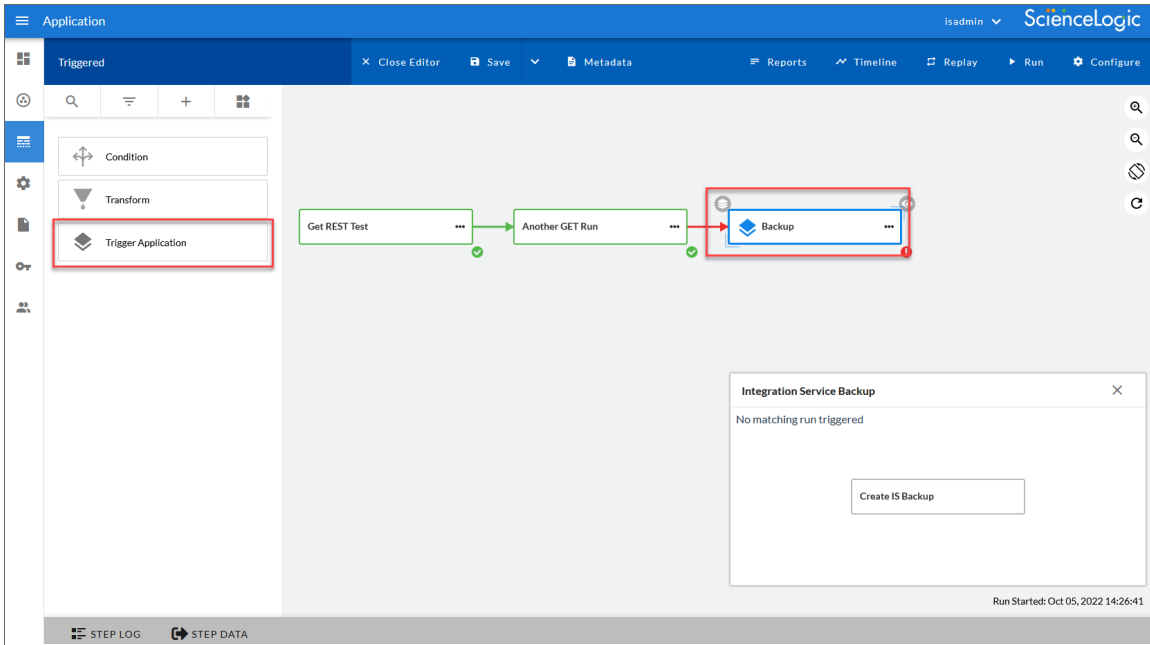 Application
isadmin
ScienceLogic
Triggered
Close Editor
Save
Metadata
Reports
Timeline
Replay
Run
Configure
Condition
Transform
Trigger Application
Get REST Test
Another GET Run
Backup
Integration Service Backup
No matching run triggered
Create IS Backup
Run Started: Oct 05, 2022 14:26:41
STEP LOG
STEP DATA